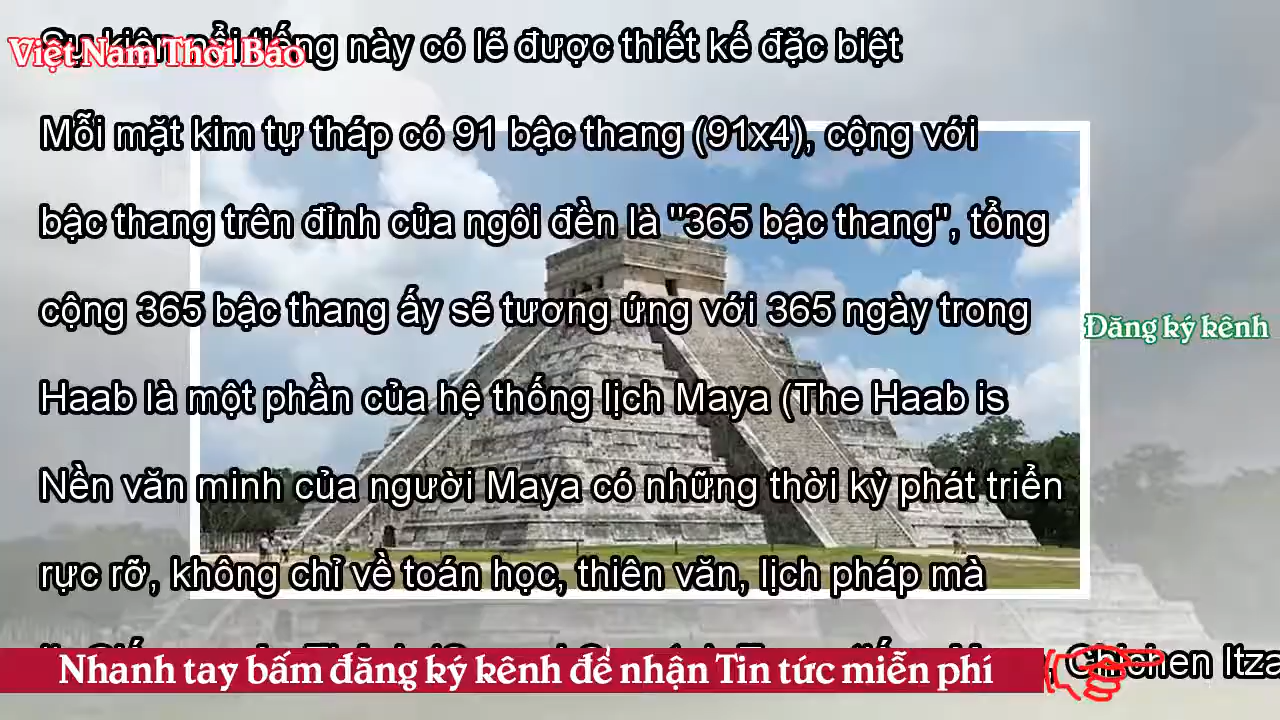 Việt Nam Thời Báo
này có lẽ được thiết kế đặc biệt
Mỗi mặt kim tự tháp có 91 bậc thang (91x4), cộng với
bậc thang trên đỉnh của ngôi đền là "365 bậc thang", tổng
cộng 365 bậc thang ấy sẽ tương ứng với 365 ngày trong
Haab là một phần của hệ thống lịch Maya (The Haab is
Đăng ký kênh
Nền văn minh của người Maya có những thời kỳ phát triển
rực rỡ, không chỉ về toán học, thiên văn, lịch pháp mà
Chichen Itza
Nhanh tay bấm đăng ký kênh để nhận Tin tức miễn phí